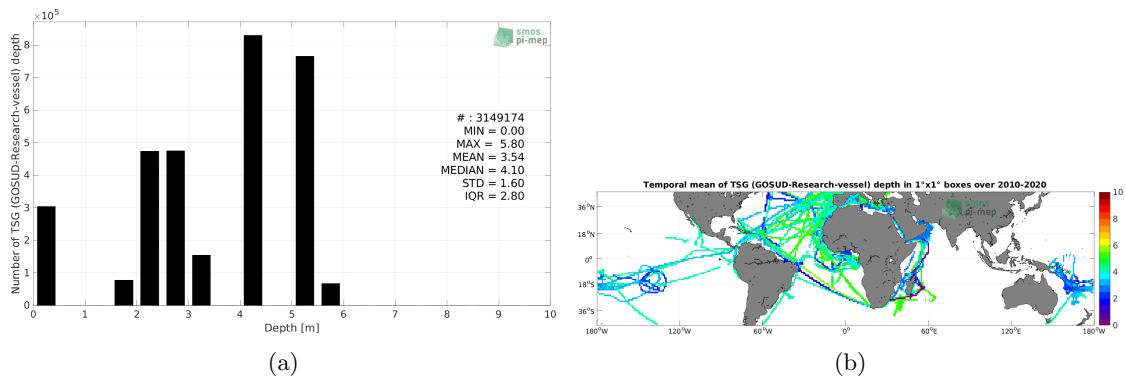 ×10⁵
8
7
6
5
4
3
2
1
0
Number of TSG (GOSUD-Research-vessel) depth
smos
pi-mep
# : 3149174
MIN = 0.00
MAX = 5.80
MEAN = 3.54
MEDIAN = 4.10
STD = 1.60
IQR = 2.80
0 1 2 3 4 5 6 7 8 9 10
Depth [m]
(a)
Temporal mean of TSG (GOSUD-Research-vessel) depth in 1°x1° boxes over 2010-2020
smos
pi-mep
36°N
18°N
0°
18°S
36°S
180°W 120°W 60°W 0° 60°E 120°E 180°E
10
8
6
4
2
0
(b)